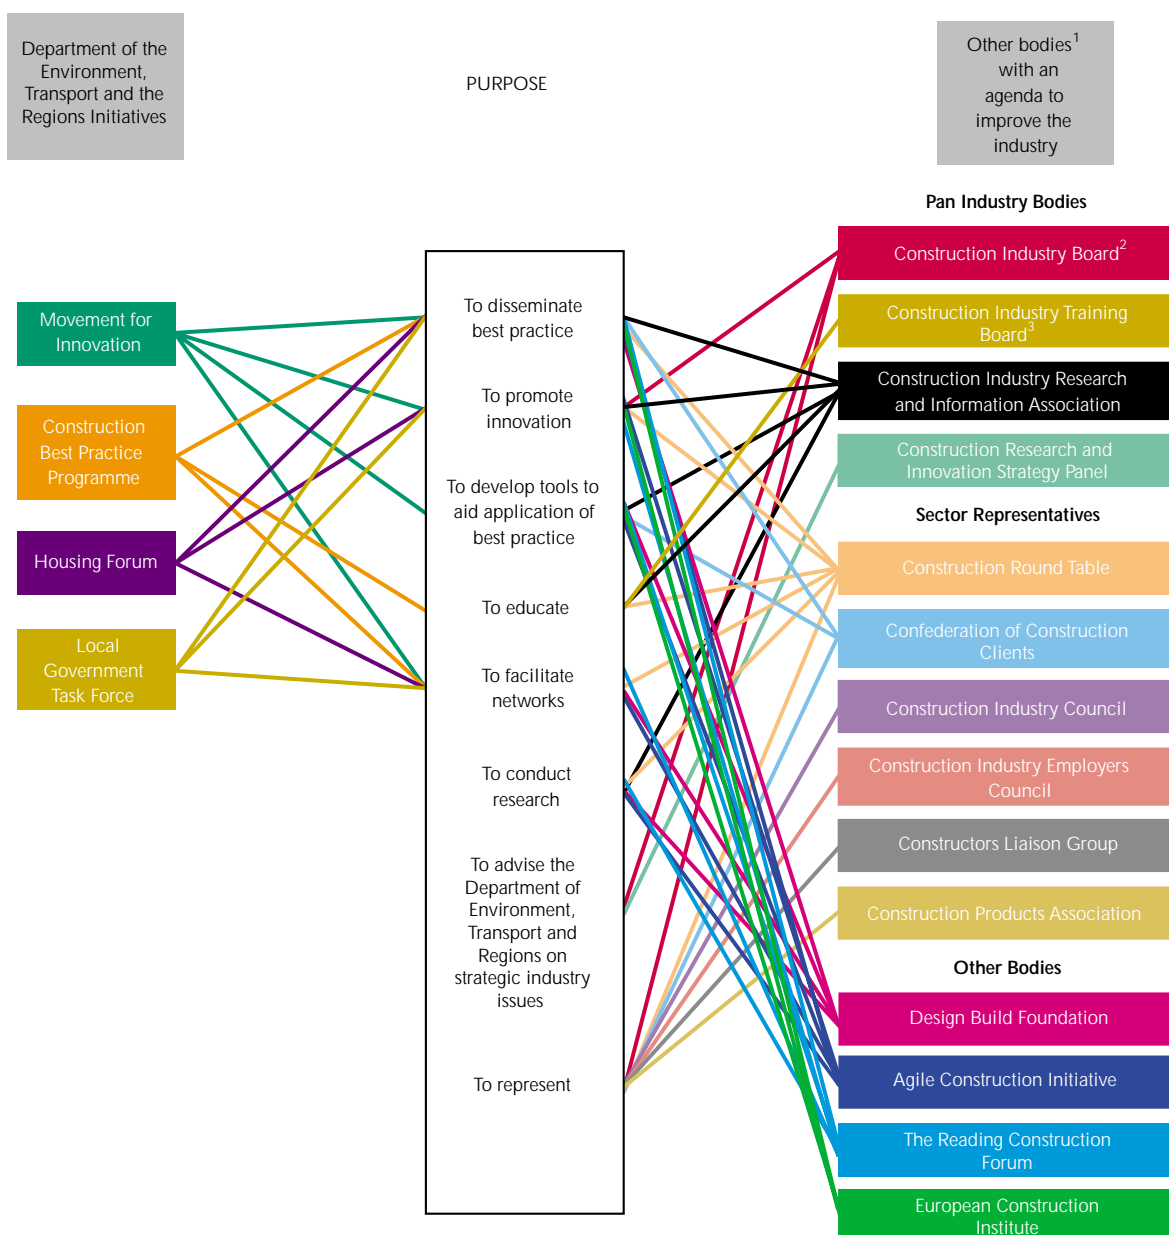 Department of the
Environment,
Transport and the
Regions Initiatives
PURPOSE
Other bodies1
with an
agenda to
improve the
industry
Movement for
Innovation
Construction
Best Practice
Programme
Housing Forum
Local
Government
Task Force
To disseminate
best practice
To promote
innovation
To develop tools to
aid application of
best practice
To educate
To facilitate
networks
To conduct
research
To advise the
Department of
Environment,
Transport and
Regions on
strategic industry
issues
To represent
Pan Industry Bodies
Construction Industry Board2
Construction Industry Training
Board3
Construction Industry Research
and Information Association
Construction Research and
Innovation Strategy Panel
Sector Representatives
Construction Round Table
Confederation of Construction
Clients
Construction Industry Council
Construction Industry Employers
Council
Constructors Liaison Group
Construction Products Association
Other Bodies
Design Build Foundation
Agile Construction Initiative
The Reading Construction
Forum
European Construction
Institute